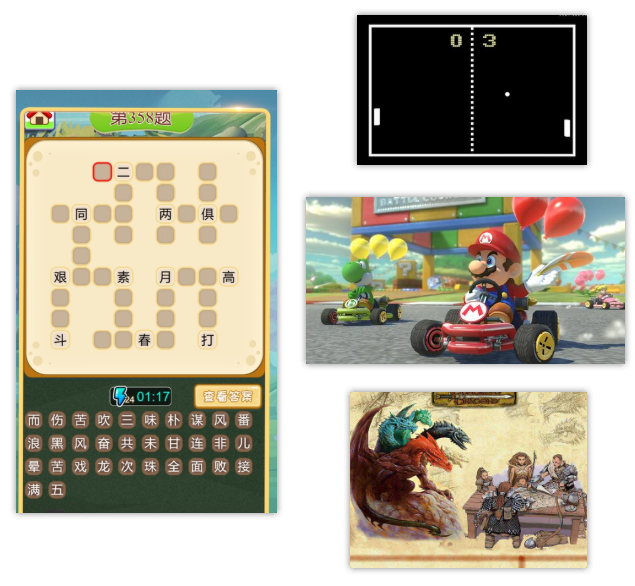 第358题
二
同 两 俱
艰 素 月 高
斗 春 打
24 01:17 查看答案
而 伤 苦 吹 三 味 朴 谋 风 番
浪 黑 风 奋 共 未 甘 连 非 儿
晕 苦 戏 龙 次 珠 全 面 败 接
满 五
0 3
BATTLE
M
M